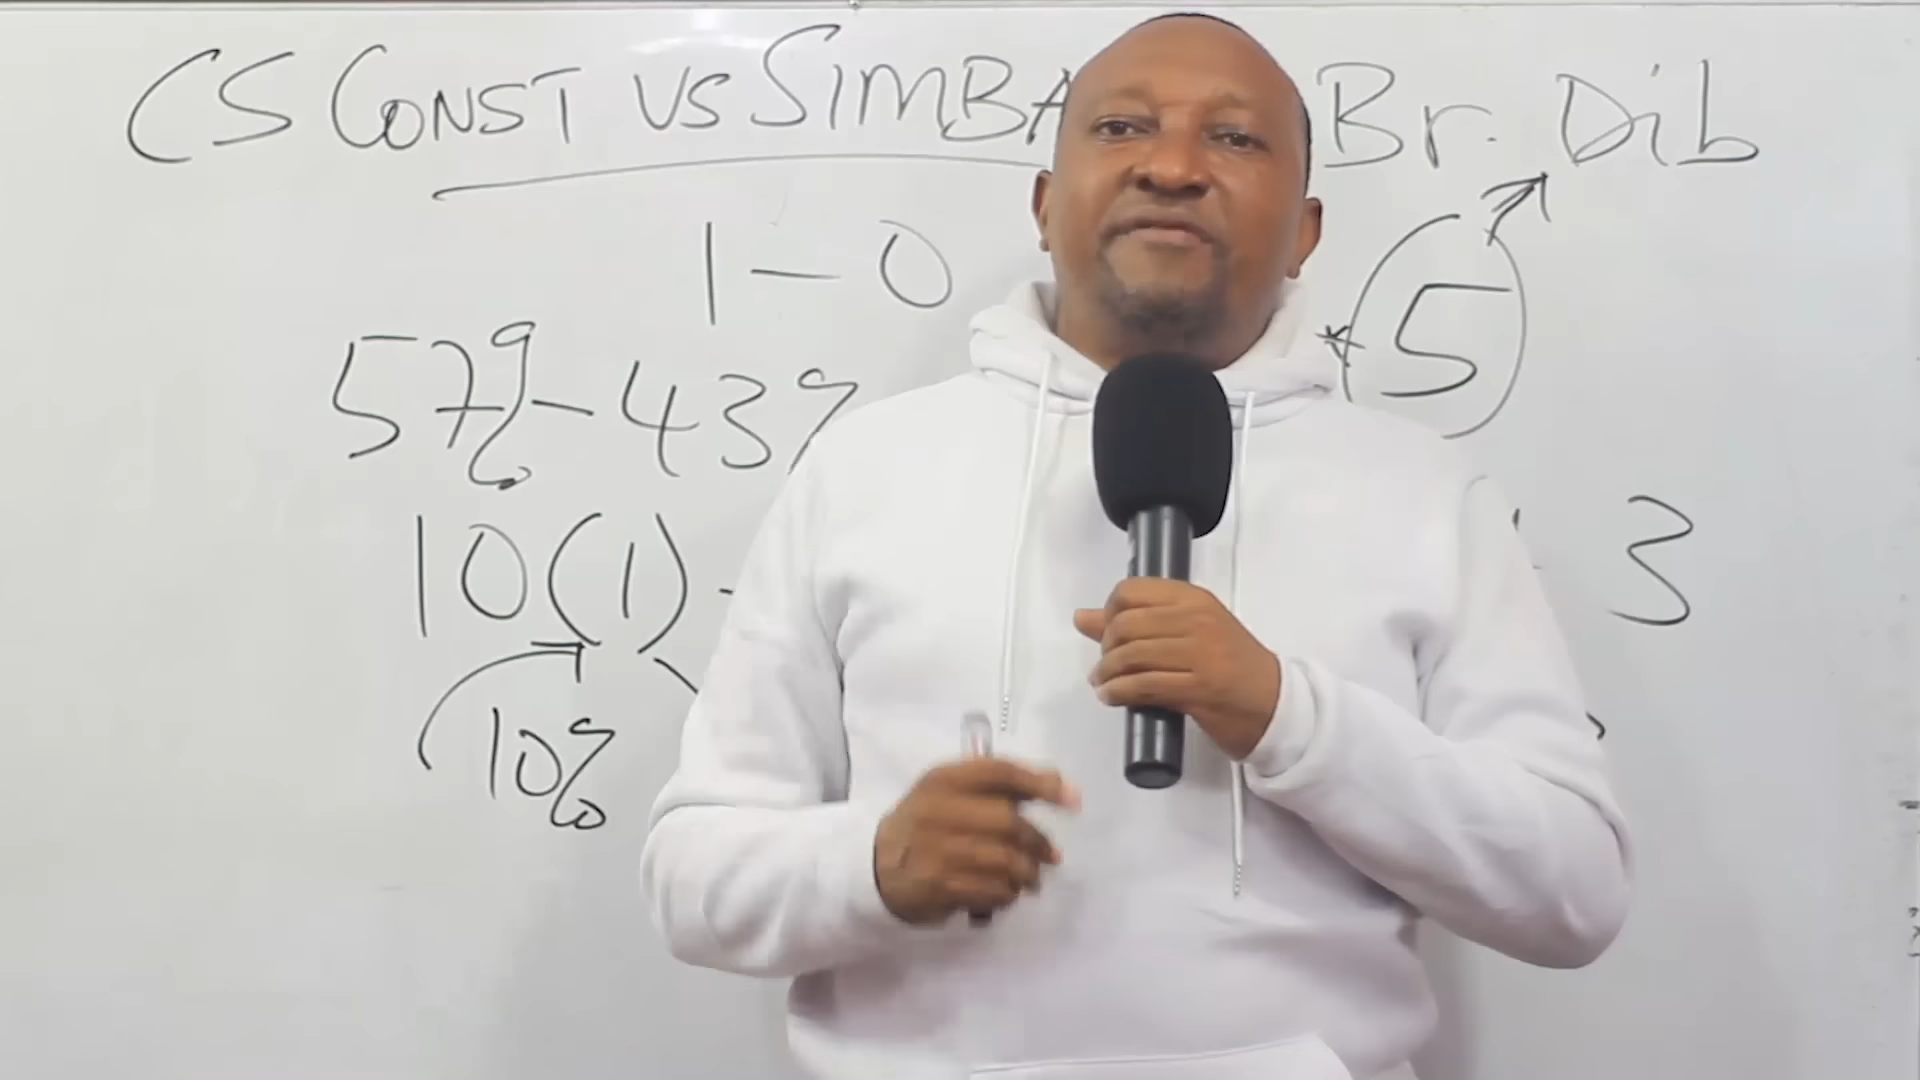 CS CONST VS SIMBA Br. Dib
1 — 0
5
57% — 43%
10 (1) -
3
10%